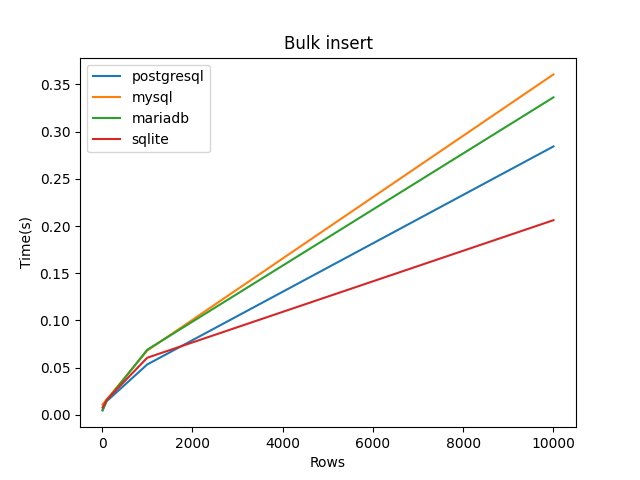 Bulk insert
postgresql
mysql
mariadb
sqlite
Time(s)
0.35
0.30
0.25
0.20
0.15
0.10
0.05
0.00
0 2000 4000 6000 8000 10000
Rows